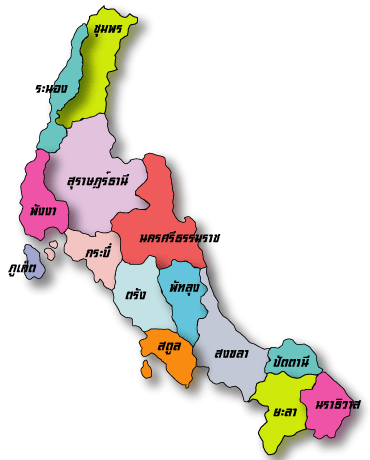 ชุมพร
ระนอง
สุราษฎร์ธานี
พังงา
นครศรีธรรมราช
กระบี่
ภูเก็ต
ตรัง
พัทลุง
สตูล
สงขลา
ปัตตานี
ยะลา
นราธิวาส